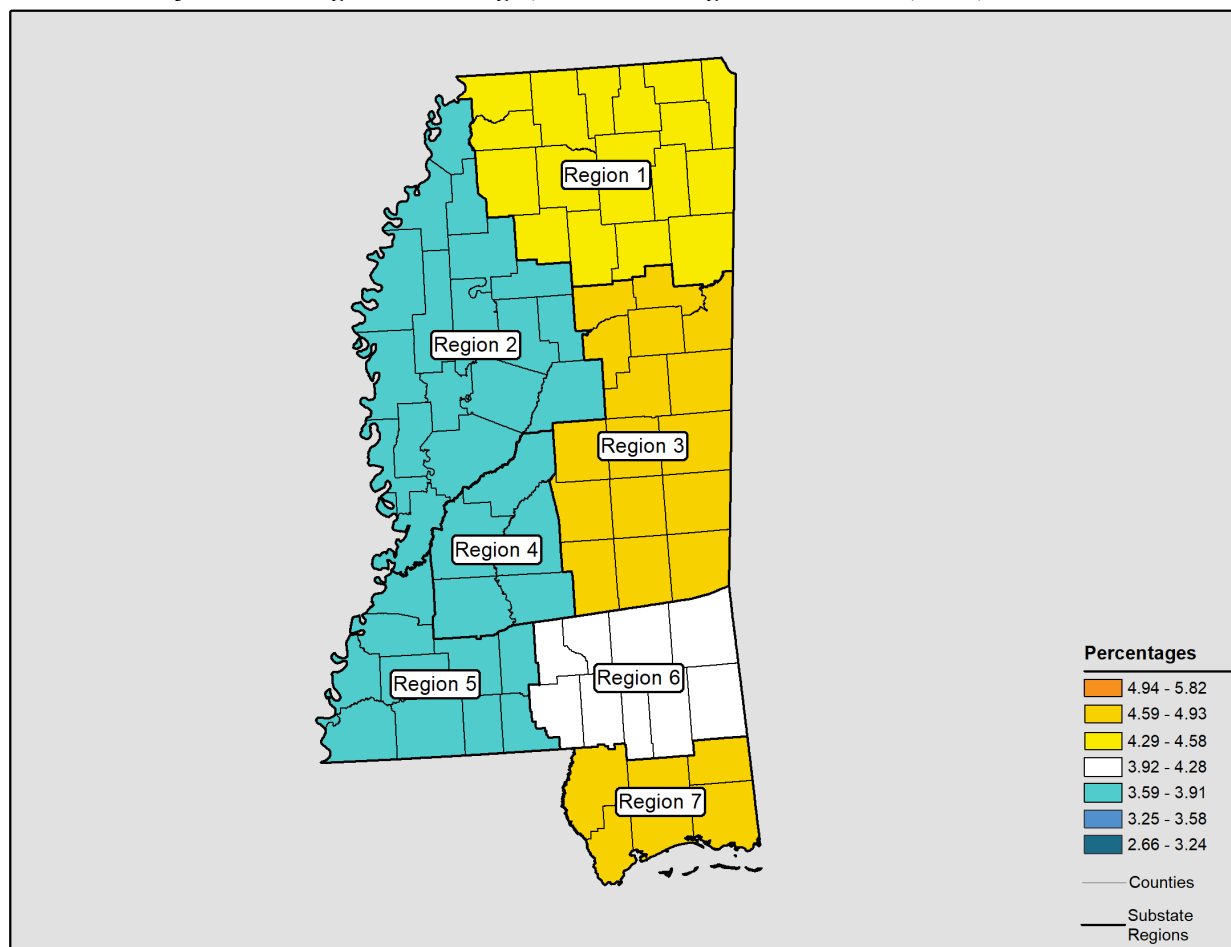 Region 1
Region 2
Region 3
Region 4
Region 5
Region 6
Region 7
Percentages
4.94 - 5.82
4.59 - 4.93
4.29 - 4.58
3.92 - 4.28
3.59 - 3.91
3.25 - 3.58
2.66 - 3.24
Counties
Substate
Regions